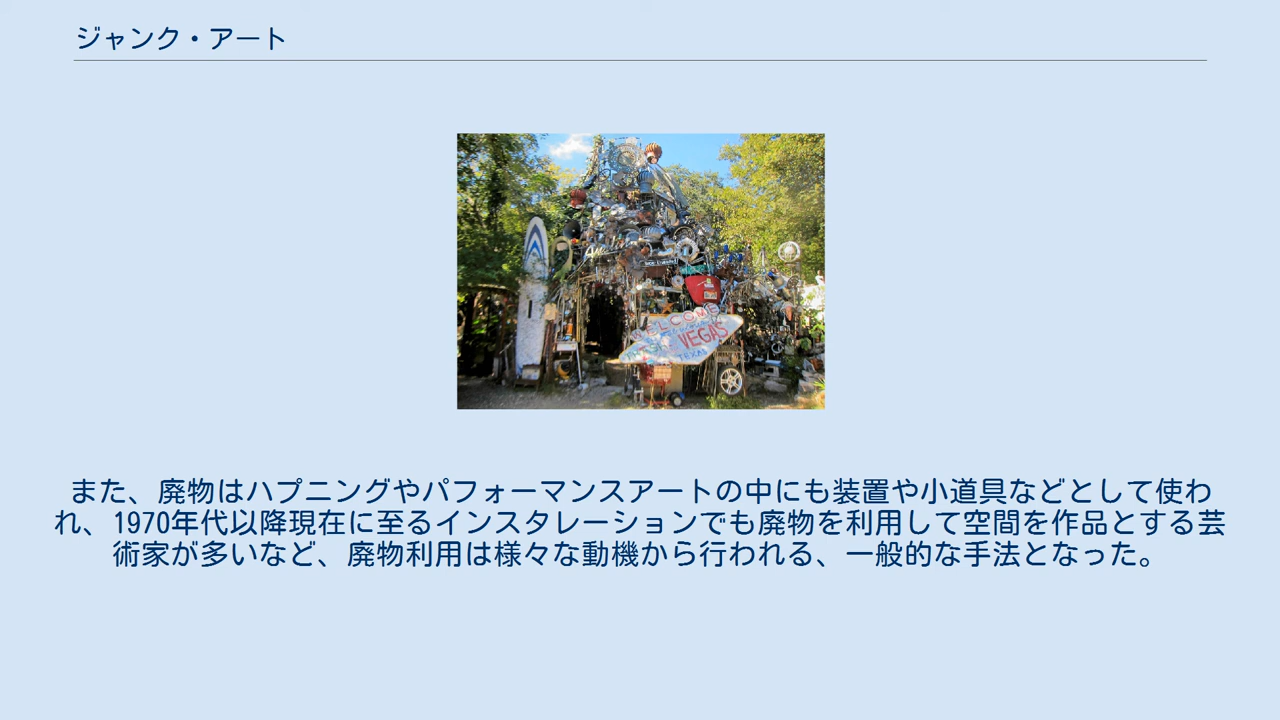 ジャンク・アート
WELCOME
VEGAS
TEXAS
また、廃物はハプニングやパフォーマンスアートの中にも装置や小道具などとして使わ
れ、1970年代以降現在に至るインスタレーションでも廃物を利用して空間を作品とする芸
術家が多いなど、廃物利用は様々な動機から行われる、一般的な手法となった。